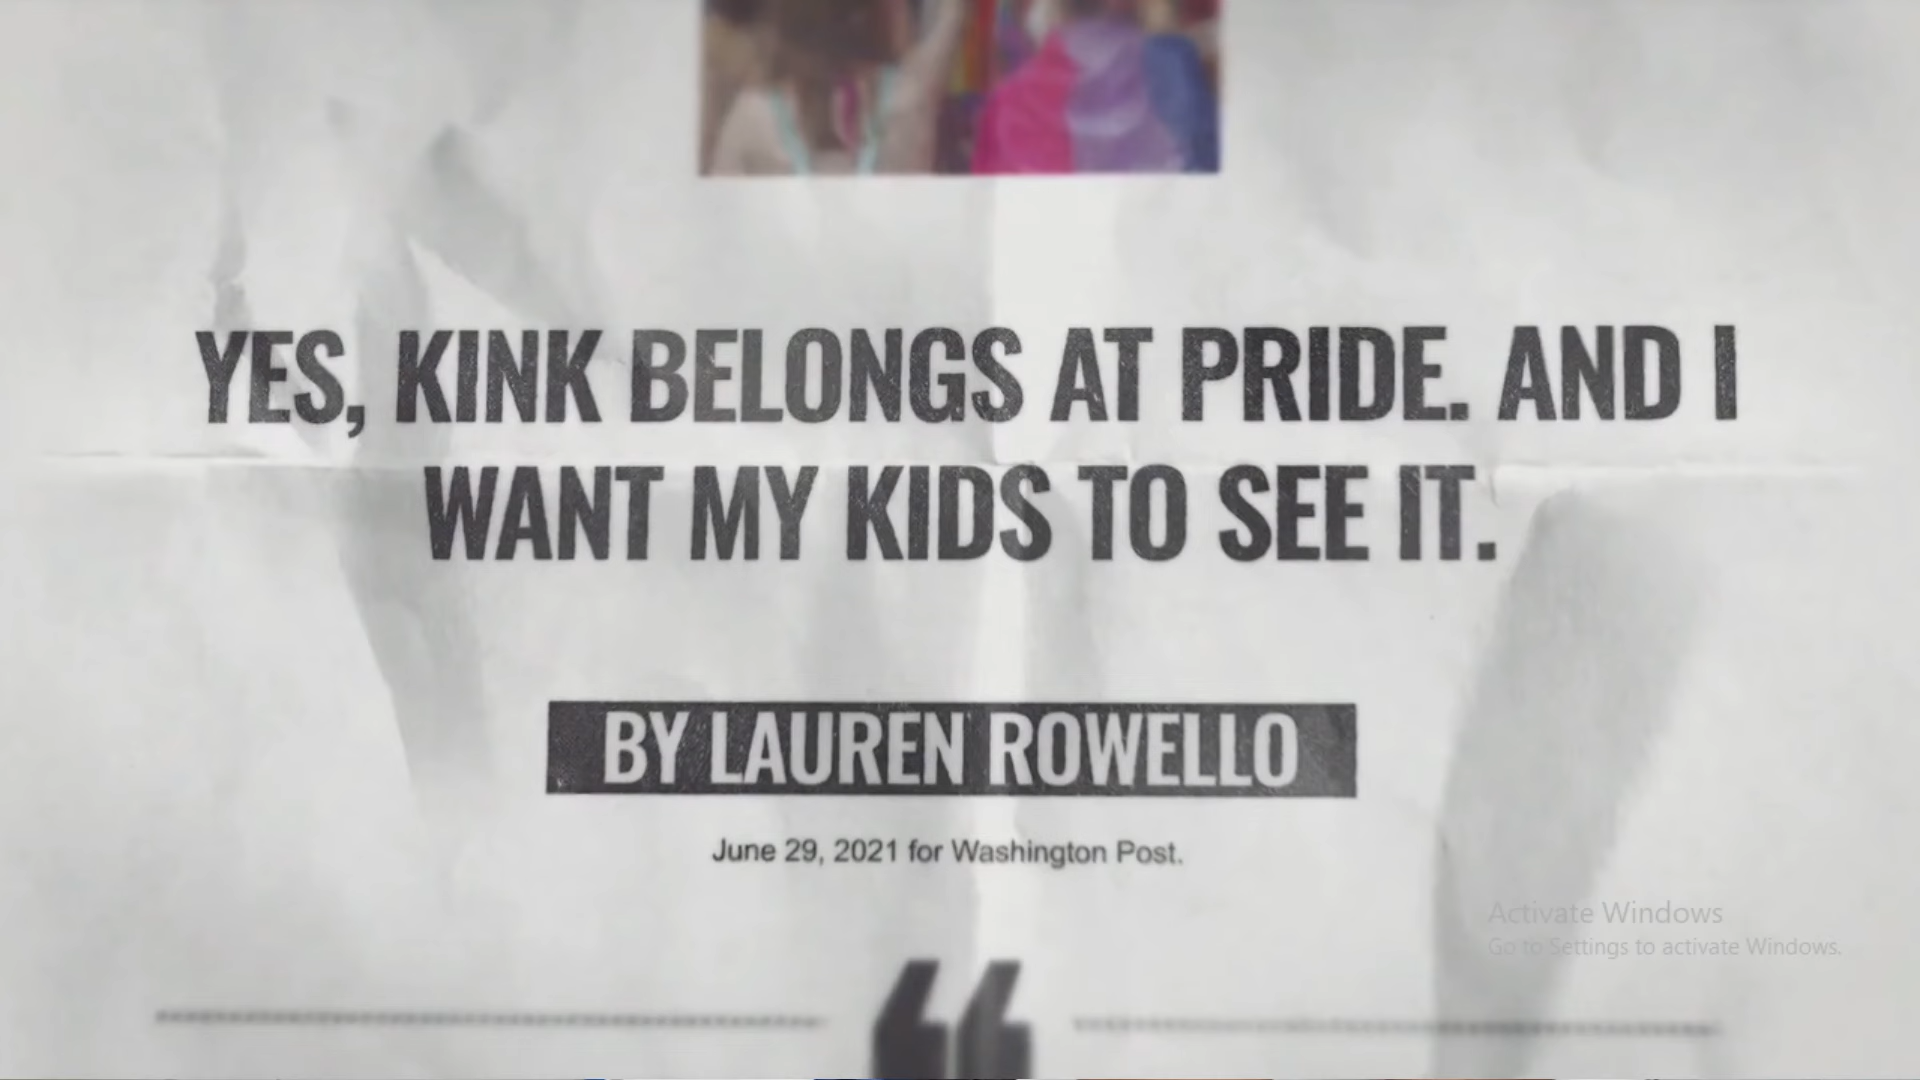 YES, KINK BELONGS AT PRIDE. AND I
WANT MY KIDS TO SEE IT.
BY LAUREN ROWELLO
June 29, 2021 for Washington Post.
Activate Windows
Go to Settings to activate Windows.